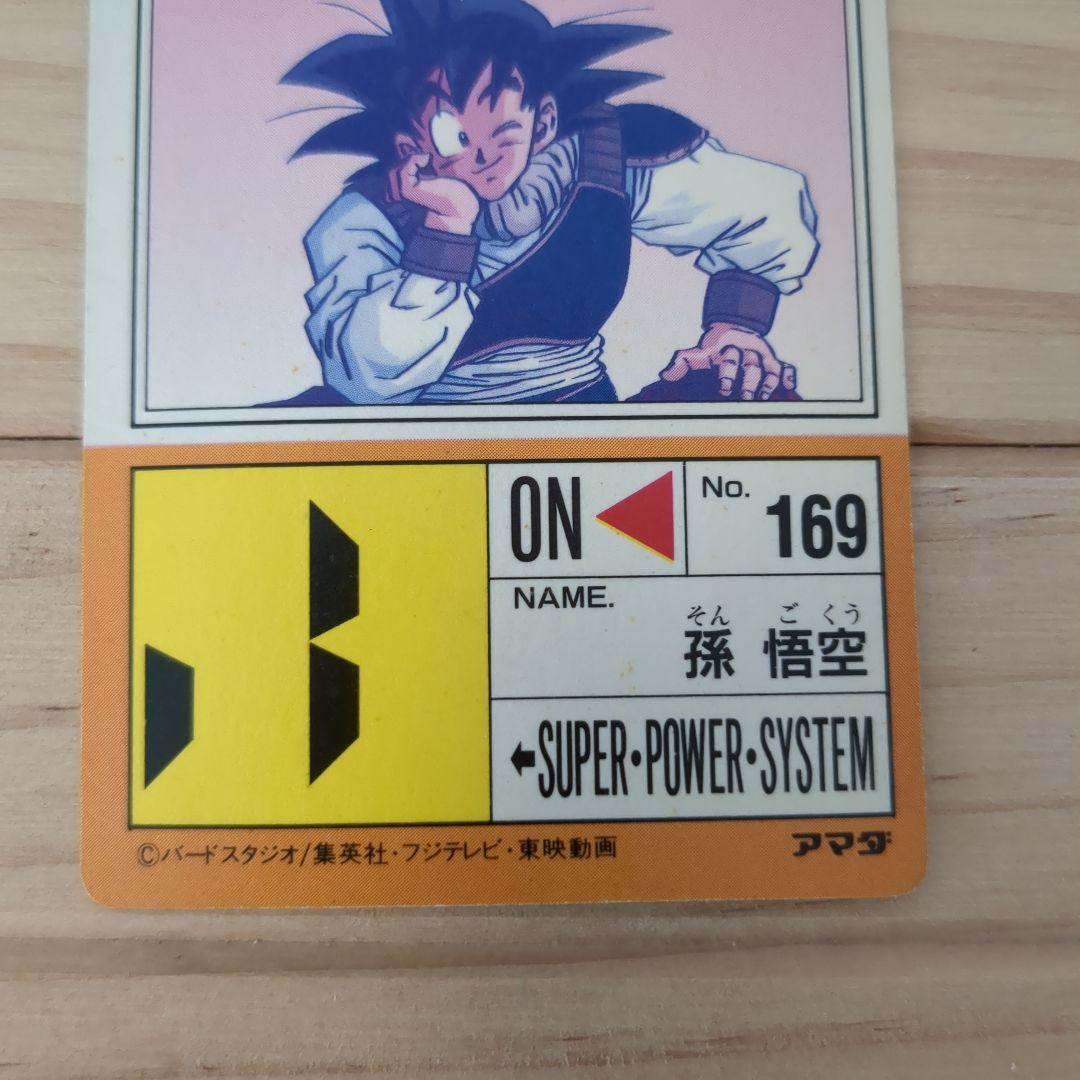 ON
No.
169
NAME.
そん ごくう
孫 悟空
←SUPER・POWER・SYSTEM
©バードスタジオ/集英社・フジテレビ・東映動画
アマダ